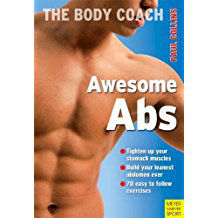 THE BODY COACH
PAUL COLLINS
Awesome
Abs
Tighten up your
stomach muscles
Build your leanest
abdomen ever
70 easy to follow
exercises
MEYER
& MEYER
SPORT